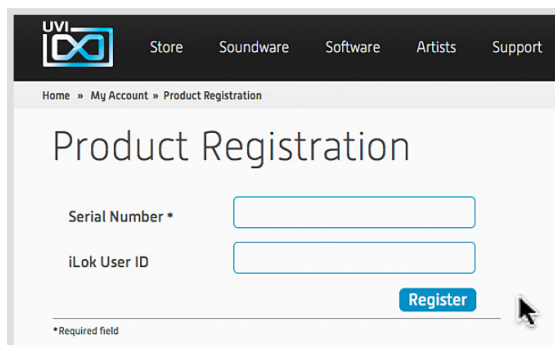 UVI
Store Soundware Software Artists Support
Home » My Account » Product Registration
Product Registration
Serial Number *
iLok User ID
Register
*Required field